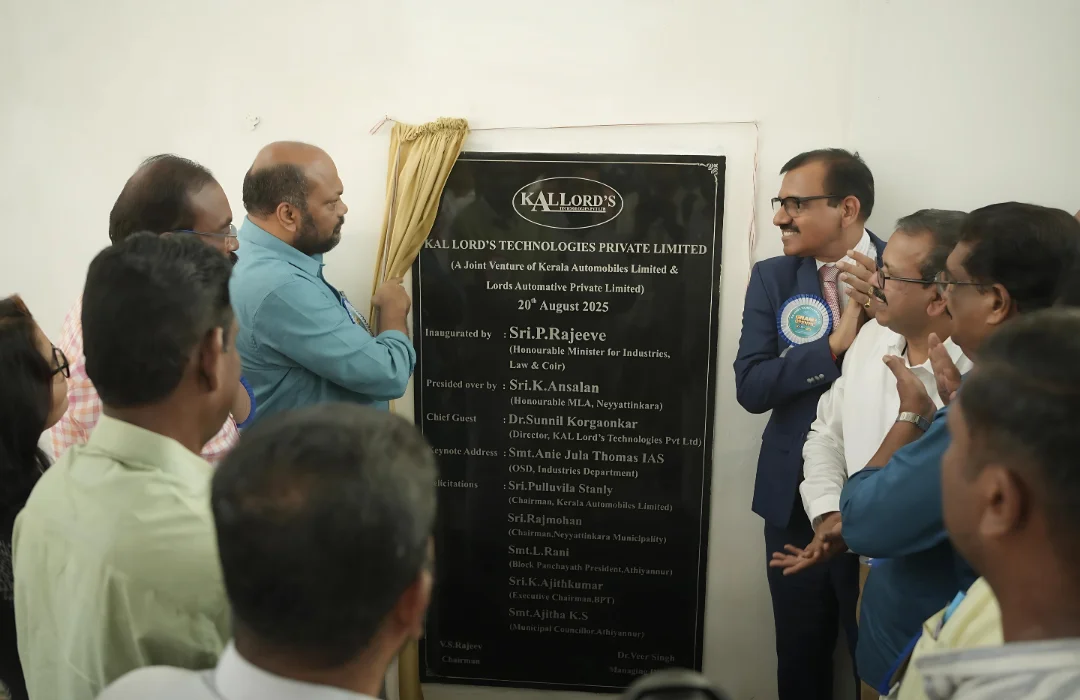 KAL LORD'S
TECHNOLOGIES PVT LTD
KAL LORD'S TECHNOLOGIES PRIVATE LIMITED
(A Joint Venture of Kerala Automobiles Limited &
Lords Automative Private Limited)
20th August 2025
Inaugurated by : Sri.P.Rajeeve
(Honourable Minister for Industries,
Law & Coir)
Presided over by : Sri.K.Ansalan
(Honourable MLA, Neyyattinkara)
Chief Guest : Dr.Sunnil Korgaonkar
(Director, KAL Lord's Technologies Pvt Ltd)
Keynote Address : Smt.Anie Jula Thomas IAS
(OSD, Industries Department)
: Sri.Pulluvila Stanly
(Chairman, Kerala Automobiles Limited)
Sri.Rajmohan
(Chairman,Neyyattinkara Municipality)
Smt.L.Rani
(Block Panchayath President,Athiyannur)
Sri.K.Ajithkumar
(Executive Chairman,BPT)
Smt.Ajitha K.S
(Municipal Councillor,Athiyannur)
V.S.Rajeev
Chairman
Dr.Veer Singh